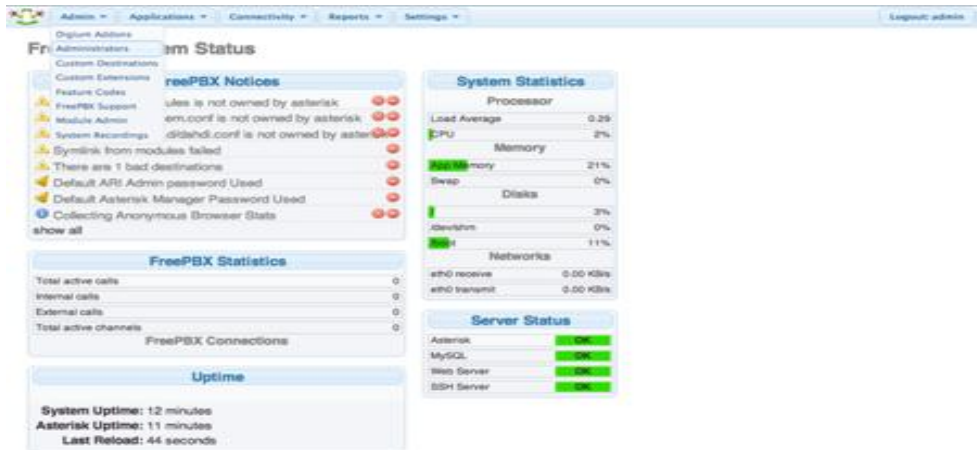 Admin Applications Connectivity Reports Settings Logout: admin
Digium Addons
Administrators
Custom Destinations
Custom Extensions
Feature Codes
FreePBX Support
Module Admin
System Recordings
Fr em Status
reePBX Notices
ules is not owned by asterisk
em.conf is not owned by asterisk
d/dahdi.conf is not owned by aster
Symlink from modules failed
There are 1 bad destinations
Default ARI Admin password Used
Default Asterisk Manager Password Used
Collecting Anonymous Browser Stats
show all
FreePBX Statistics
Total active calls 0
Internal calls 0
External calls 0
Total active channels 0
FreePBX Connections
Uptime
System Uptime: 12 minutes
Asterisk Uptime: 11 minutes
Last Reload: 44 seconds
System Statistics
Processor
Load Average 0.29
CPU 2%
Memory
App Memory 21%
Swap 0%
Disks
/ 3%
/dev/shm 0%
/boot 11%
Networks
eth0 receive 0.00 KB/s
eth0 transmit 0.00 KB/s
Server Status
Asterisk OK
MySQL OK
Web Server OK
SSH Server OK